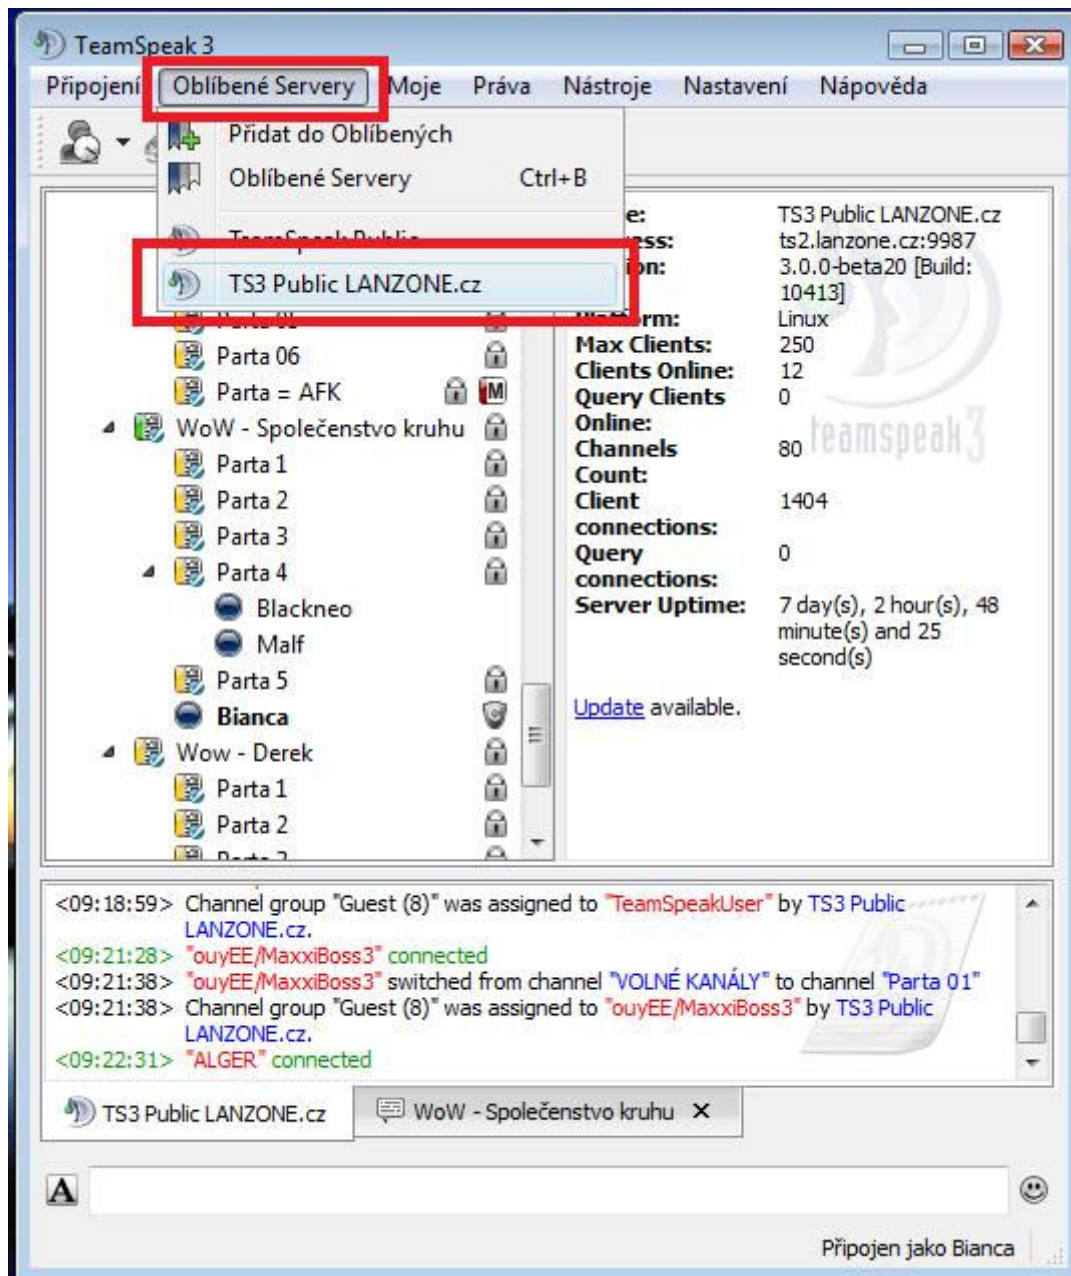 TeamSpeak 3
Připojení Oblíbené Servery Moje Práva Nástroje Nastavení Nápověda
Přidat do Oblíbených
Oblíbené Servery Ctrl+B
TeamSpeak Public
TS3 Public LANZONE.cz
Parta 06
Parta = AFK M
WoW - Společenstvo kruhu
Parta 1
Parta 2
Parta 3
Parta 4
Blackneo
Malf
Parta 5
Bianca
Wow - Derek
Parta 1
Parta 2
TS3 Public LANZONE.cz
ts2.lanzone.cz:9987
3.0.0-beta20 [Build:
10413]
Linux
Max Clients: 250
Clients Online: 12
Query Clients 0
Online:
Channels 80
Count:
Client 1404
connections:
Query 0
connections:
Server Uptime: 7 day(s), 2 hour(s), 48
minute(s) and 25
second(s)
Update available.
teamspeak 3
<09:18:59> Channel group "Guest (8)" was assigned to "TeamSpeakUser" by TS3 Public
LANZONE.cz.
<09:21:28> "ouyEE/MaxxiBoss3" connected
<09:21:38> "ouyEE/MaxxiBoss3" switched from channel "VOLNÉ KANÁLY" to channel "Parta 01"
<09:21:38> Channel group "Guest (8)" was assigned to "ouyEE/MaxxiBoss3" by TS3 Public
LANZONE.cz.
<09:22:31> "ALGER" connected
TS3 Public LANZONE.cz WoW - Společenstvo kruhu X
A
Připojen jako Bianca